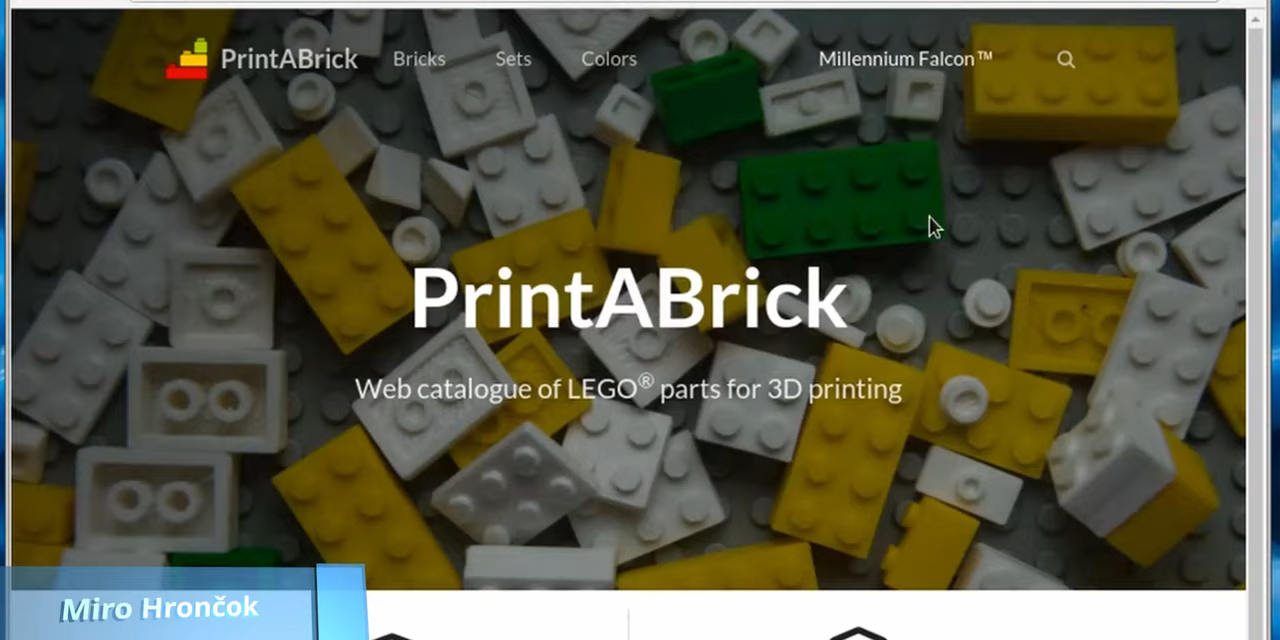 PrintABrick Bricks Sets Colors Millennium Falcon™
PrintABrick
Web catalogue of LEGO® parts for 3D printing
Miro Hrončok